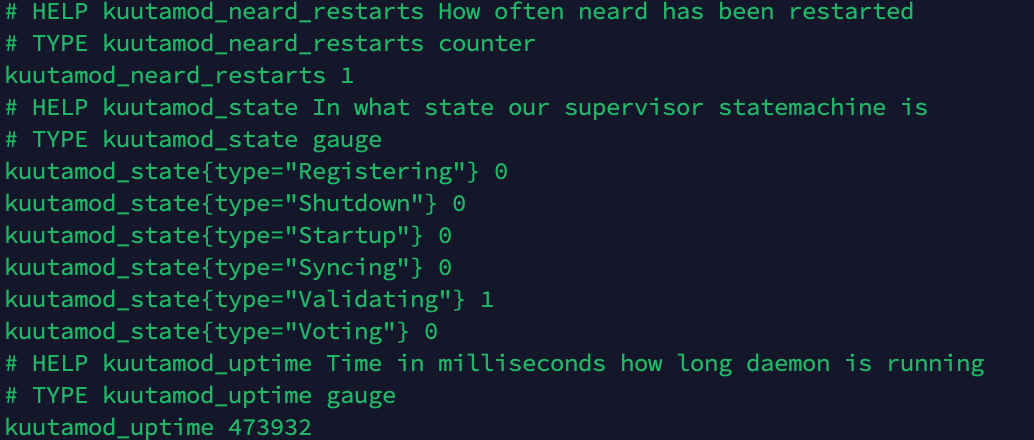 # HELP kuutamod_neard_restarts How often neard has been restarted
# TYPE kuutamod_neard_restarts counter
kuutamod_neard_restarts 1
# HELP kuutamod_state In what state our supervisor statemachine is
# TYPE kuutamod_state gauge
kuutamod_state{type="Registering"} 0
kuutamod_state{type="Shutdown"} 0
kuutamod_state{type="Startup"} 0
kuutamod_state{type="Syncing"} 0
kuutamod_state{type="Validating"} 1
kuutamod_state{type="Voting"} 0
# HELP kuutamod_uptime Time in milliseconds how long daemon is running
# TYPE kuutamod_uptime gauge
kuutamod_uptime 473932